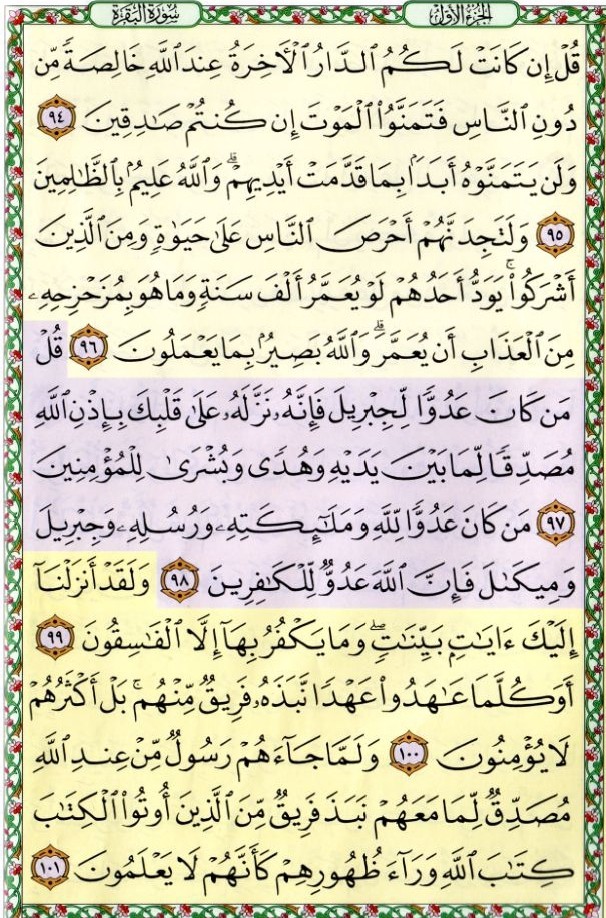 الجزء الأول
سورة البقرة
قُلْ إِن كَانَتْ لَكُمُ ٱلدَّارُ ٱلْأَخِرَةُ عِندَ ٱللَّهِ خَالِصَةً مِّن
دُونِ ٱلنَّاسِ فَتَمَنَّوُا۟ ٱلْمَوْتَ إِن كُنتُمْ صَٰدِقِينَ ٩٤
وَلَن يَتَمَنَّوْهُ أَبَدًۢا بِمَا قَدَّمَتْ أَيْدِيهِمْ ۗ وَٱللَّهُ عَلِيمٌۢ بِٱلظَّٰلِمِينَ
٩٥ وَلَتَجِدَنَّهُمْ أَحْرَصَ ٱلنَّاسِ عَلَىٰ حَيَوٰةٍ وَمِنَ ٱلَّذِينَ
أَشْرَكُوا۟ ۚ يَوَدُّ أَحَدُهُمْ لَوْ يُعَمَّرُ أَلْفَ سَنَةٍ وَمَا هُوَ بِمُزَحْزِحِهِۦ
مِنَ ٱلْعَذَابِ أَن يُعَمَّرَ ۗ وَٱللَّهُ بَصِيرٌۢ بِمَا يَعْمَلُونَ ٩٦ قُلْ
مَن كَانَ عَدُوًّا لِّجِبْرِيلَ فَإِنَّهُۥ نَزَّلَهُۥ عَلَىٰ قَلْبِكَ بِإِذْنِ ٱللَّهِ
مُصَدِّقًا لِّمَا بَيْنَ يَدَيْهِ وَهُدًى وَبُشْرَىٰ لِلْمُؤْمِنِينَ
٩٧ مَن كَانَ عَدُوًّا لِّلَّهِ وَمَلَٰٓئِكَتِهِۦ وَرُسُلِهِۦ وَجِبْرِيلَ
وَمِيكَىٰلَ فَإِنَّ ٱللَّهَ عَدُوٌّ لِّلْكَٰفِرِينَ ٩٨ وَلَقَدْ أَنزَلْنَآ
إِلَيْكَ ءَايَٰتٍۭ بَيِّنَٰتٍ ۖ وَمَا يَكْفُرُ بِهَآ إِلَّا ٱلْفَٰسِقُونَ ٩٩
أَوَكُلَّمَا عَٰهَدُوا۟ عَهْدًا نَّبَذَهُۥ فَرِيقٌ مِّنْهُم ۚ بَلْ أَكْثَرُهُمْ
لَا يُؤْمِنُونَ ١٠٠ وَلَمَّا جَآءَهُمْ رَسُولٌ مِّنْ عِندِ ٱللَّهِ
مُصَدِّقٌ لِّمَا مَعَهُمْ نَبَذَ فَرِيقٌ مِّنَ ٱلَّذِينَ أُوتُوا۟ ٱلْكِتَٰبَ
كِتَٰبَ ٱللَّهِ وَرَآءَ ظُهُورِهِمْ كَأَنَّهُمْ لَا يَعْلَمُونَ ١٠١